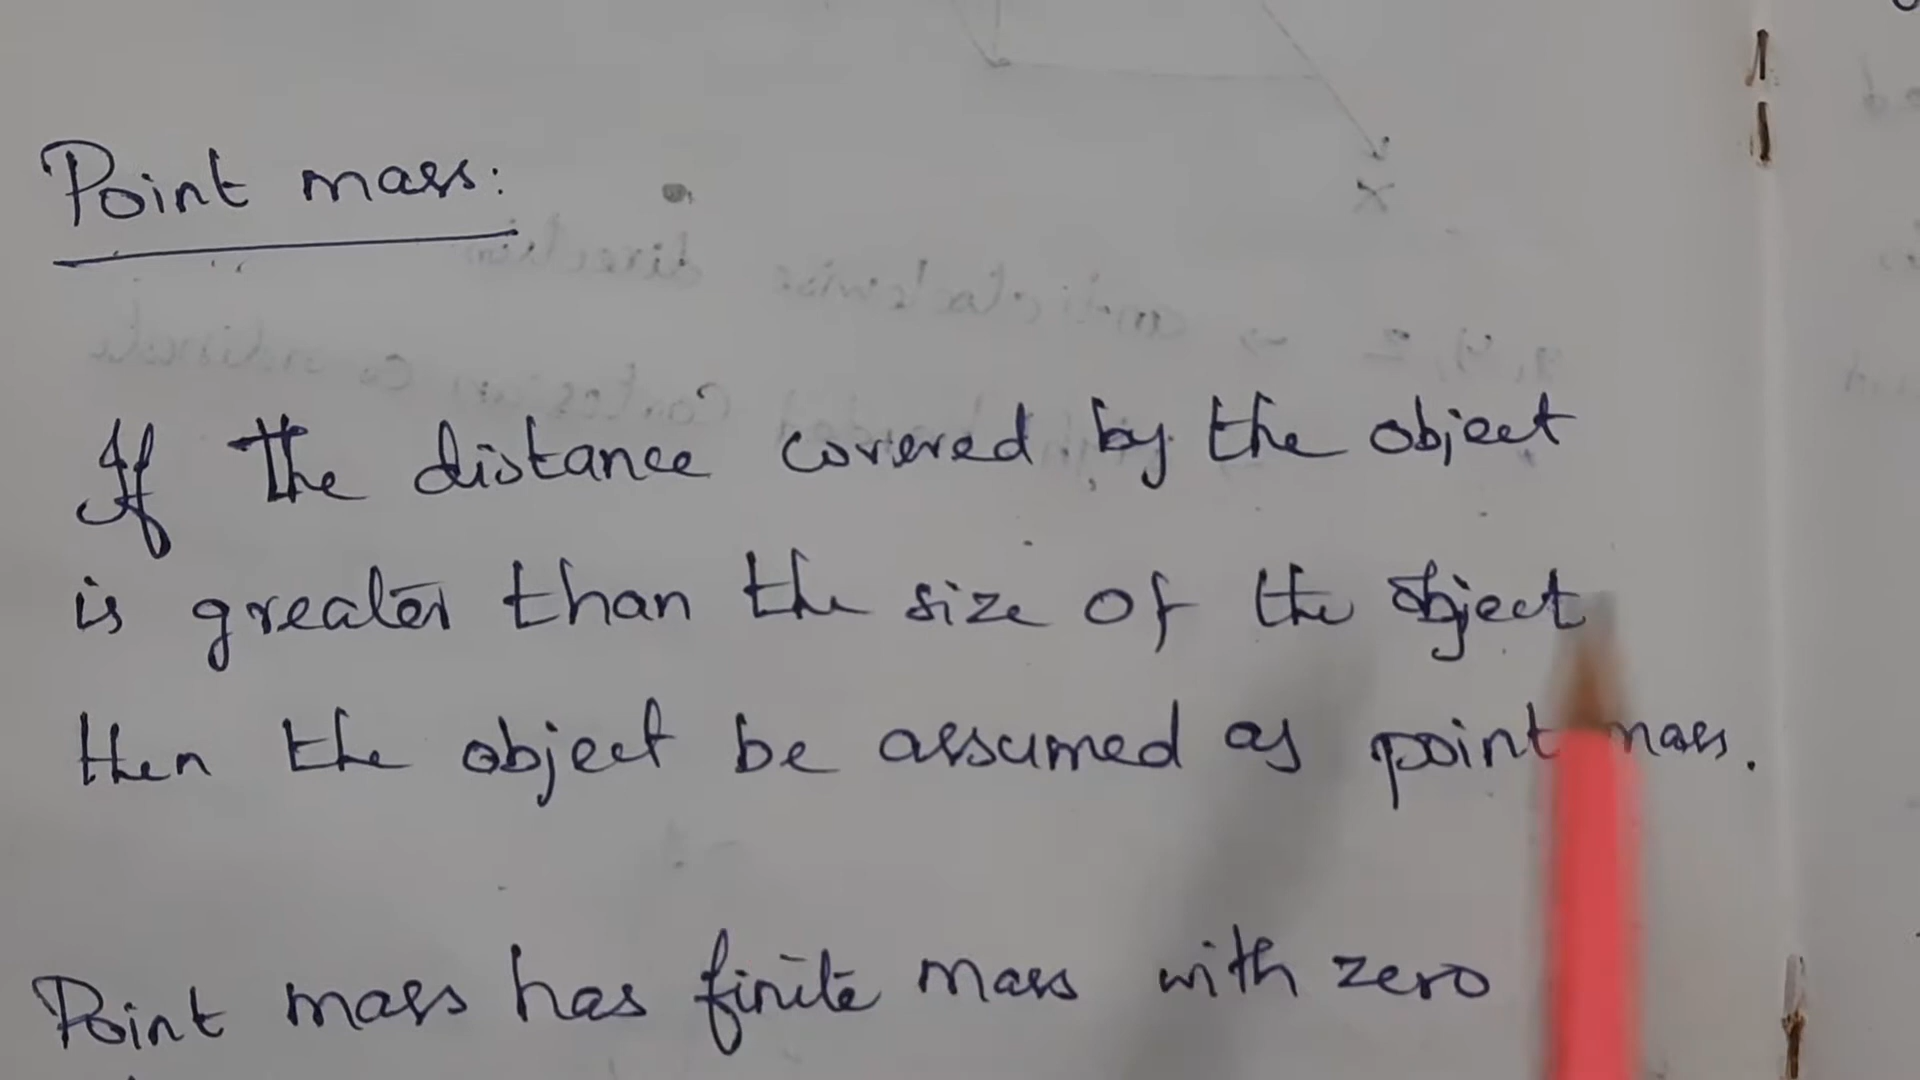 Point mass:
If the distance covered by the object
is greater than the size of the object
then the object be assumed as point mass.
Point mass has finite mass with zero